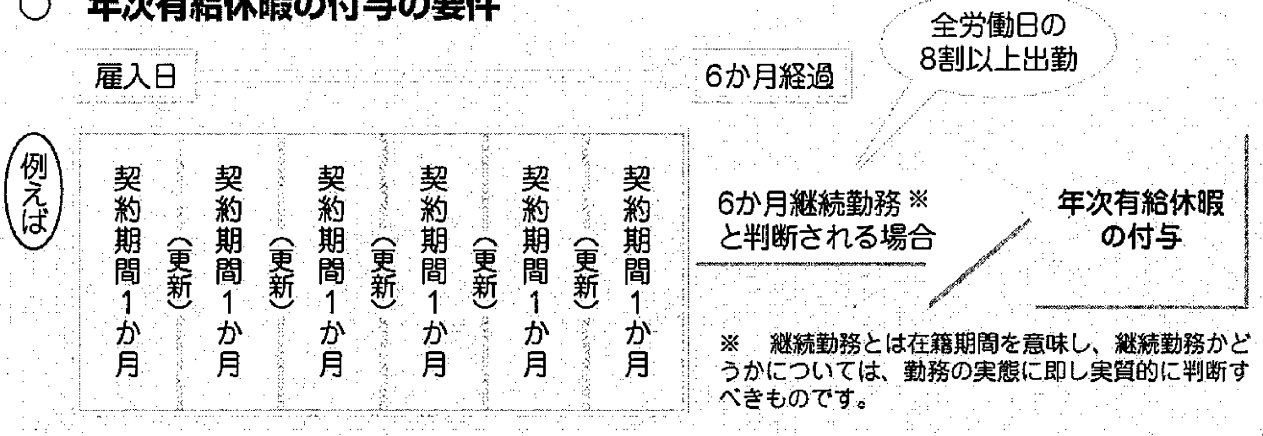 ○ 年次有給休暇の付与の要件
雇入日
6か月経過
全労働日の
8割以上出勤
例えば
契約期間1か月
（更新）
契約期間1か月
（更新）
契約期間1か月
（更新）
契約期間1か月
（更新）
契約期間1か月
（更新）
契約期間1か月
6か月継続勤務※
と判断される場合
年次有給休暇
の付与
※ 継続勤務とは在籍期間を意味し、継続勤務かど
うかについては、勤務の実態に即し実質的に判断す
べきものです。